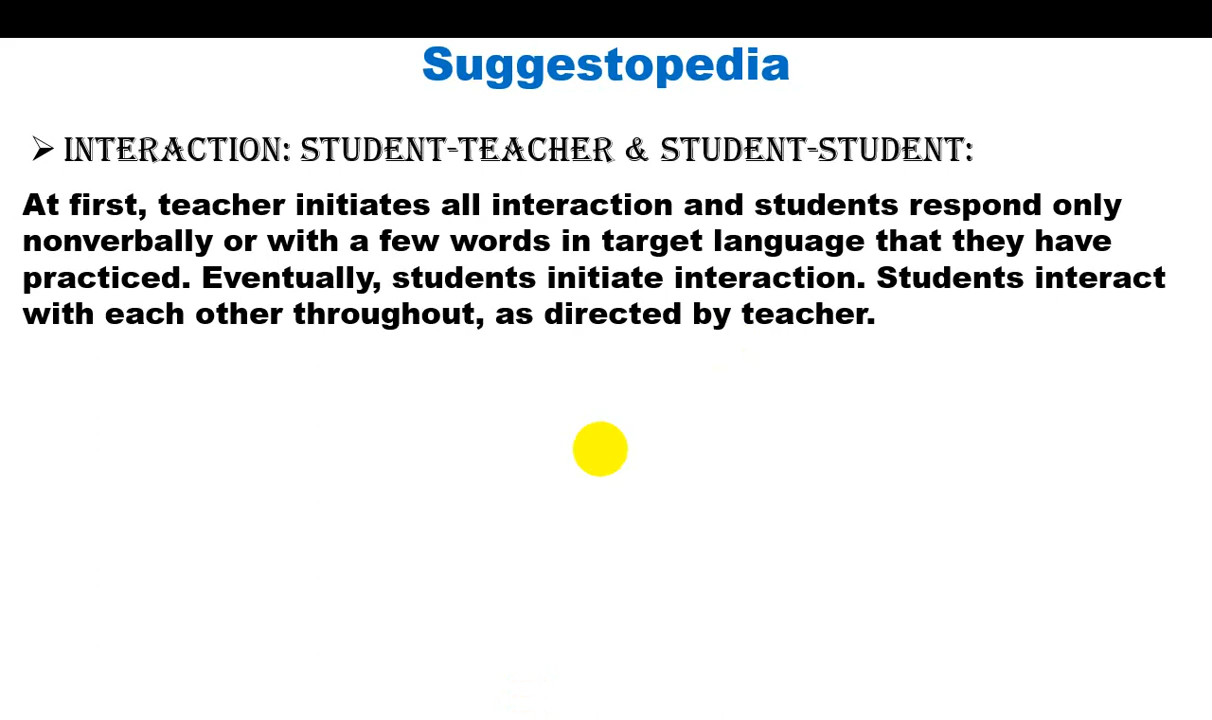 Suggestopedia
➢ INTERACTION: STUDENT-TEACHER & STUDENT-STUDENT:
At first, teacher initiates all interaction and students respond only
nonverbally or with a few words in target language that they have
practiced. Eventually, students initiate interaction. Students interact
with each other throughout, as directed by teacher.